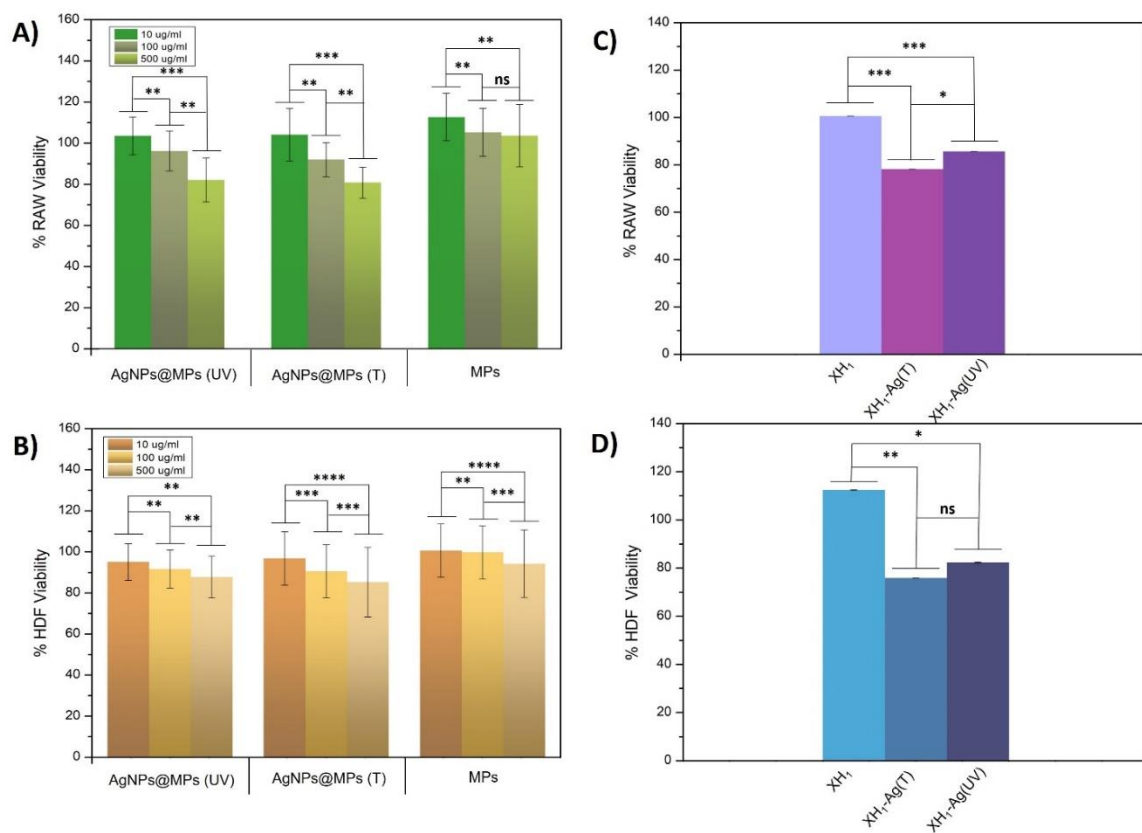 A)
160
140
120
100
80
60
40
20
0
% RAW Viability
10 ug/ml
100 ug/ml
500 ug/ml
***
**
**
***
**
**
**
**
ns
AgNPs@MPs (UV)
AgNPs@MPs (T)
MPs
C)
140
120
100
80
60
40
20
0
% RAW Viability
***
***
*
XH₁
XH₁-Ag(T)
XH₁-Ag(UV)
B)
160
140
120
100
80
60
40
20
0
% HDF Viability
10 ug/ml
100 ug/ml
500 ug/ml
**
**
**
****
***
***
****
**
***
AgNPs@MPs (UV)
AgNPs@MPs (T)
MPs
D)
140
120
100
80
60
40
20
0
% HDF Viability
*
**
ns
XH₁
XH₁-Ag(T)
XH₁-Ag(UV)